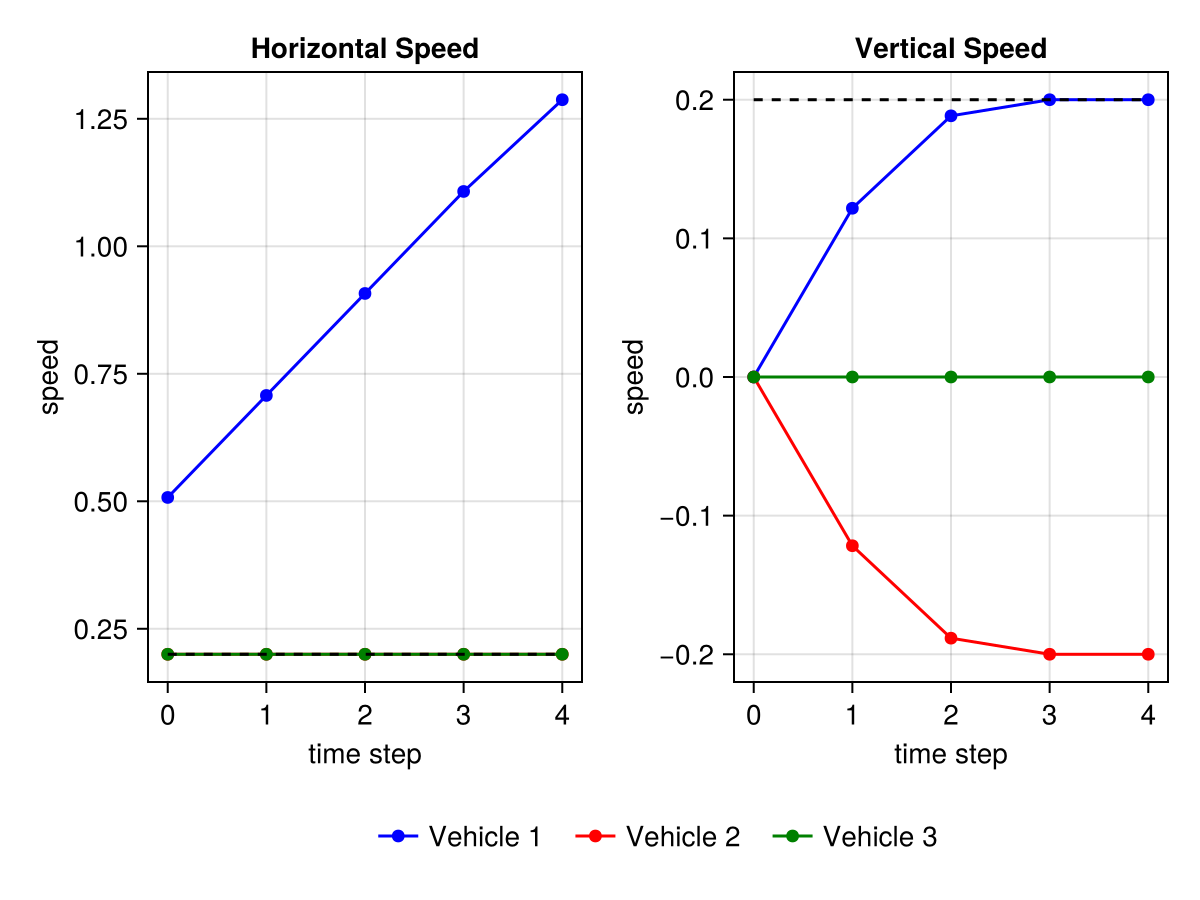 Horizontal Speed
1.25
1.00
0.75
0.50
0.25
speed
0 1 2 3 4
time step
Vertical Speed
0.2
0.1
0.0
−0.1
−0.2
speed
0 1 2 3 4
time step
Vehicle 1 Vehicle 2 Vehicle 3